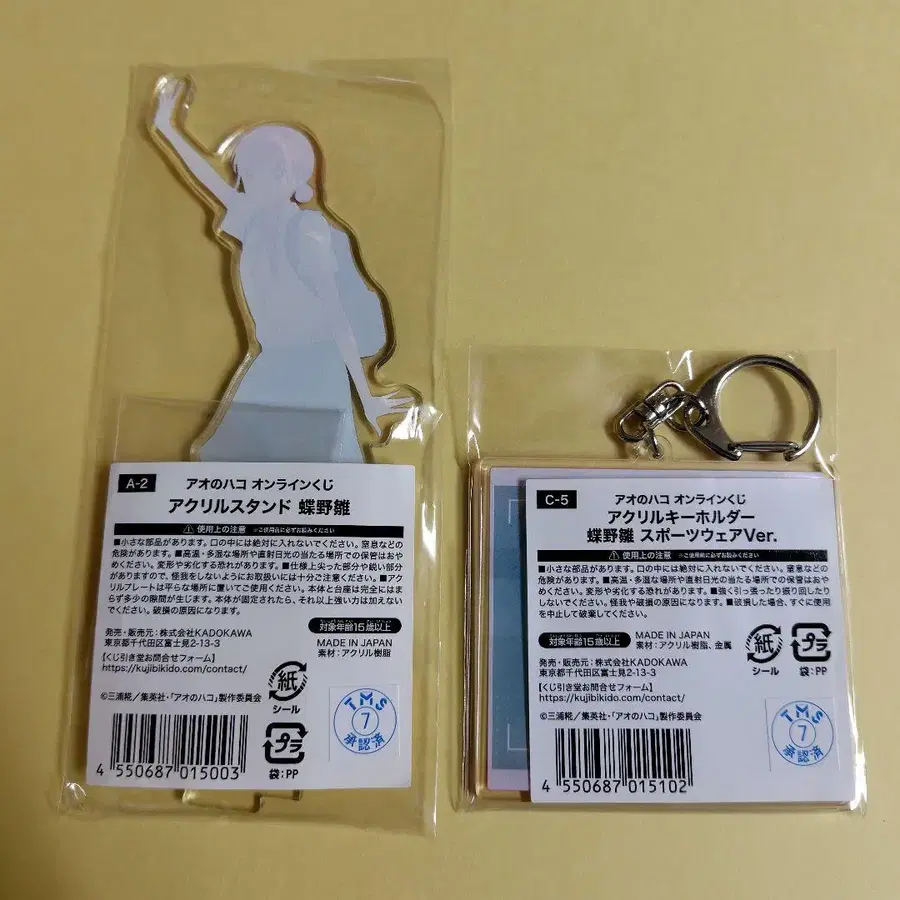 A-2
アオのハコ オンラインくじ
アクリルスタンド 蝶野雛
使用上の注意 ※ご使用前に必ずお読みください
■小さな部品があります。口の中には絶対に入れないでください。窒息などの
危険があります。■高温・多湿な場所や直射日光の当たる場所での保管はおや
めください。変形や劣化する恐れがあります。■仕様上尖った部分や鋭い部分
がありますので、怪我をしないようにお取扱いには十分ご注意ください。■アク
リルプレートは平らな場所に置いてご使用ください。本体と台座は完全にはま
らず多少の隙間が生じます。本体が固定されたら、それ以上強い力は加えない
でください。破損の原因になります。
対象年齢15歳以上
発売・販売元:株式会社KADOKAWA
東京都千代田区富士見2-13-3
MADE IN JAPAN
素材:アクリル樹脂
【くじ引き堂お問合せフォーム】
https://kujibikido.com/contact/
©三浦糀/集英社・「アオのハコ」製作委員会
紙
シール
プラ
袋:PP
TMS
7
承認済
4 550687 015003
C-5
アオのハコ オンラインくじ
アクリルキーホルダー
蝶野雛 スポーツウェアVer.
使用上の注意 ※ご使用前に必ずお読みください
■小さな部品があります。口の中には絶対に入れないでください。窒息などの
危険があります。■高温・多湿な場所や直射日光の当たる場所での保管はおや
めください。変形や劣化する恐れがあります。■強く引っ張ったり振り回したり
しないでください。怪我や破損の原因になります。■破損した場合、すぐに使用
を中止して破棄してください。
対象年齢15歳以上
MADE IN JAPAN
素材:アクリル樹脂、金属
発売・販売元:株式会社KADOKAWA
東京都千代田区富士見2-13-3
【くじ引き堂お問合せフォーム】
https://kujibikido.com/contact/
©三浦糀/集英社・「アオのハコ」製作委員会
紙
シール
プラ
袋:PP
TMS
7
承認済
4 550687 015102